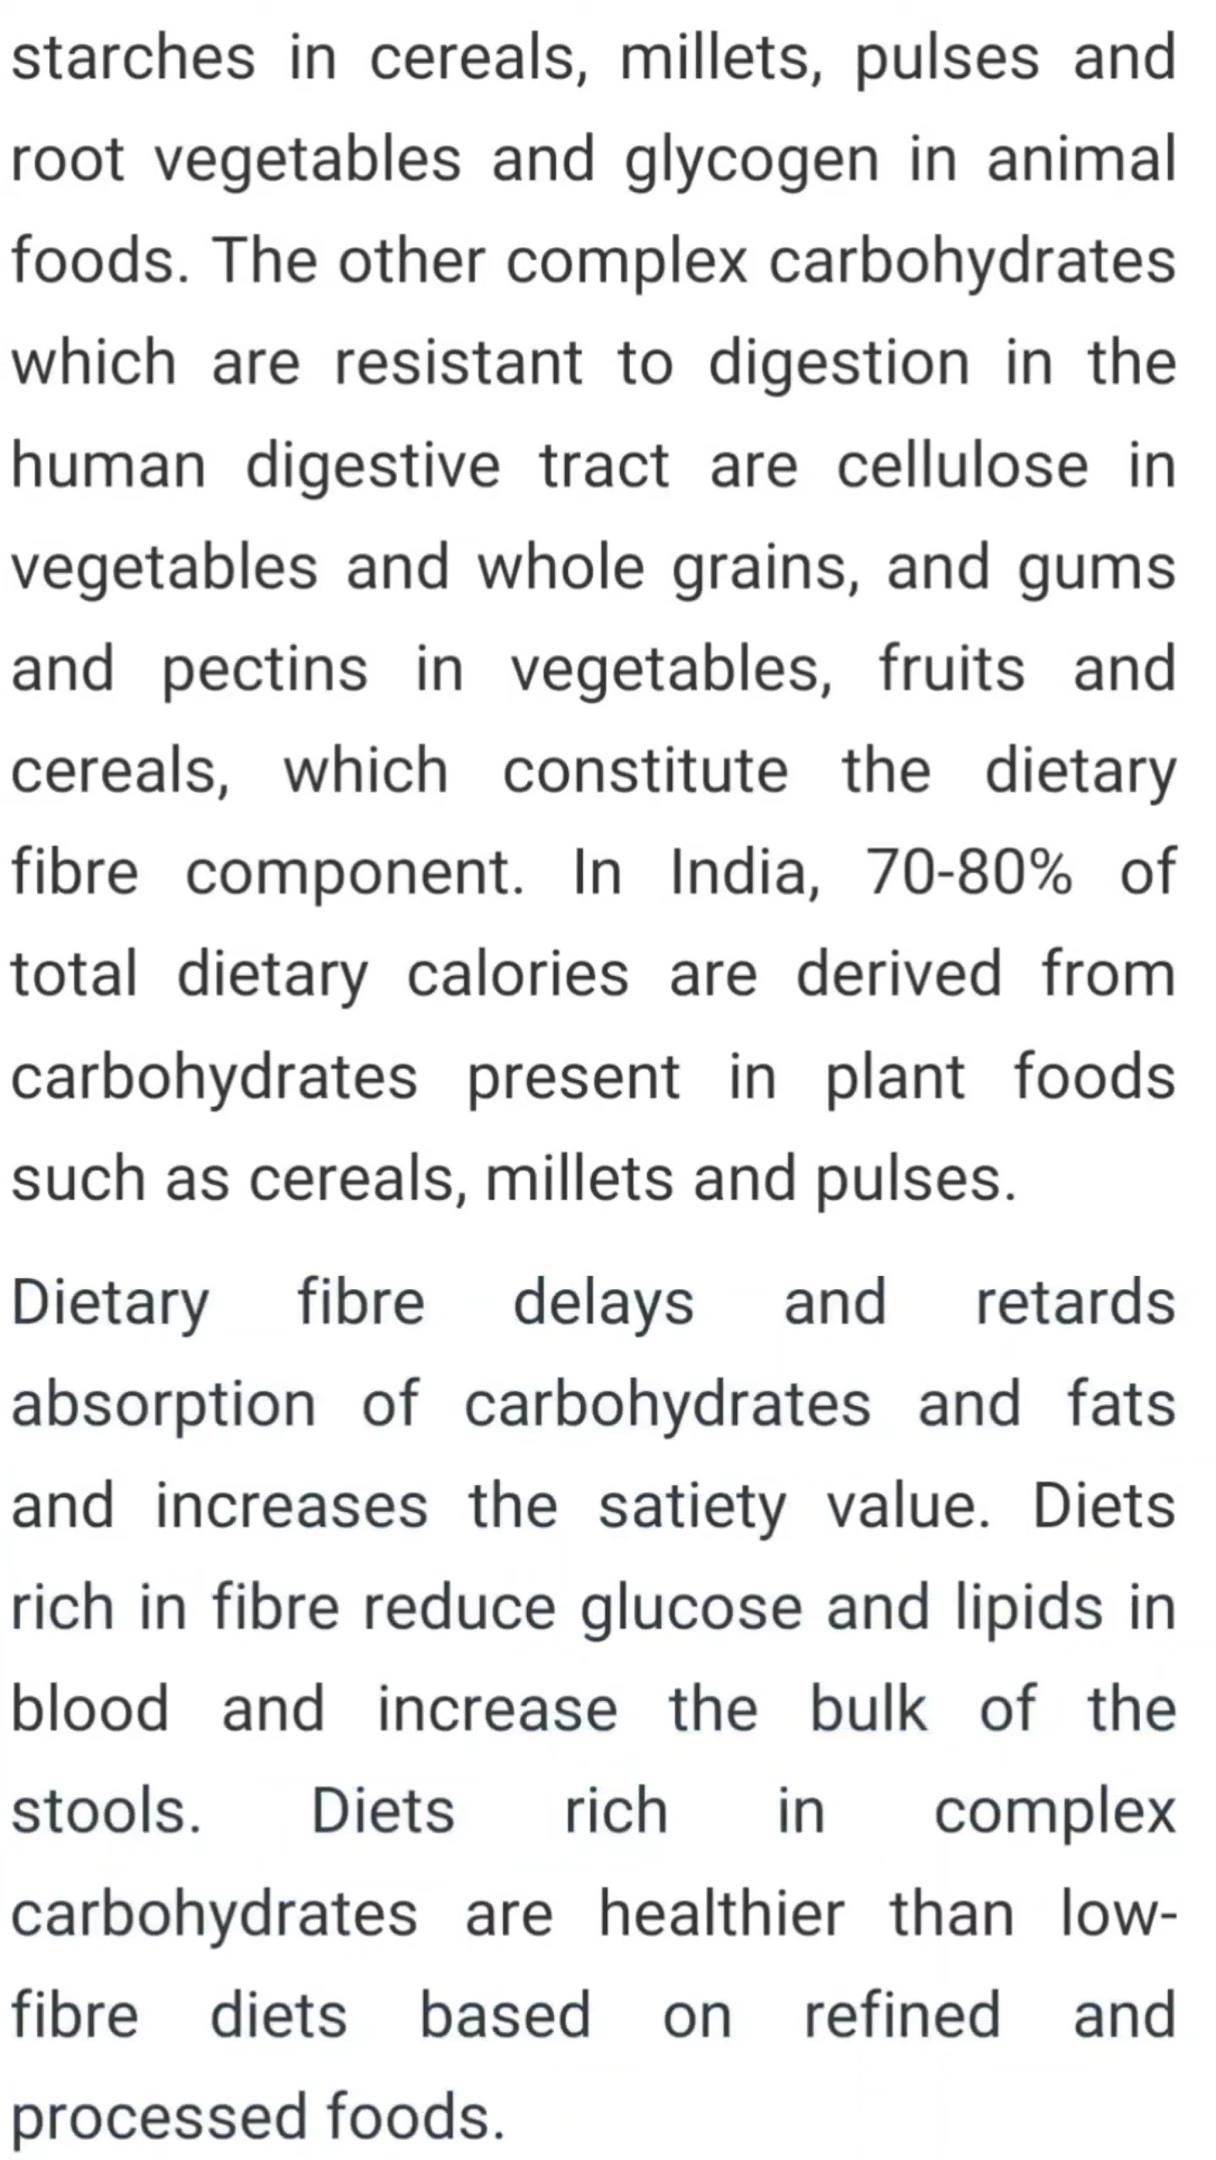 starches in cereals, millets, pulses and
root vegetables and glycogen in animal
foods. The other complex carbohydrates
which are resistant to digestion in the
human digestive tract are cellulose in
vegetables and whole grains, and gums
and pectins in vegetables, fruits and
cereals, which constitute the dietary
fibre component. In India, 70-80% of
total dietary calories are derived from
carbohydrates present in plant foods
such as cereals, millets and pulses.
Dietary fibre delays and retards
absorption of carbohydrates and fats
and increases the satiety value. Diets
rich in fibre reduce glucose and lipids in
blood and increase the bulk of the
stools. Diets rich in complex
carbohydrates are healthier than low-
fibre diets based on refined and
processed foods.